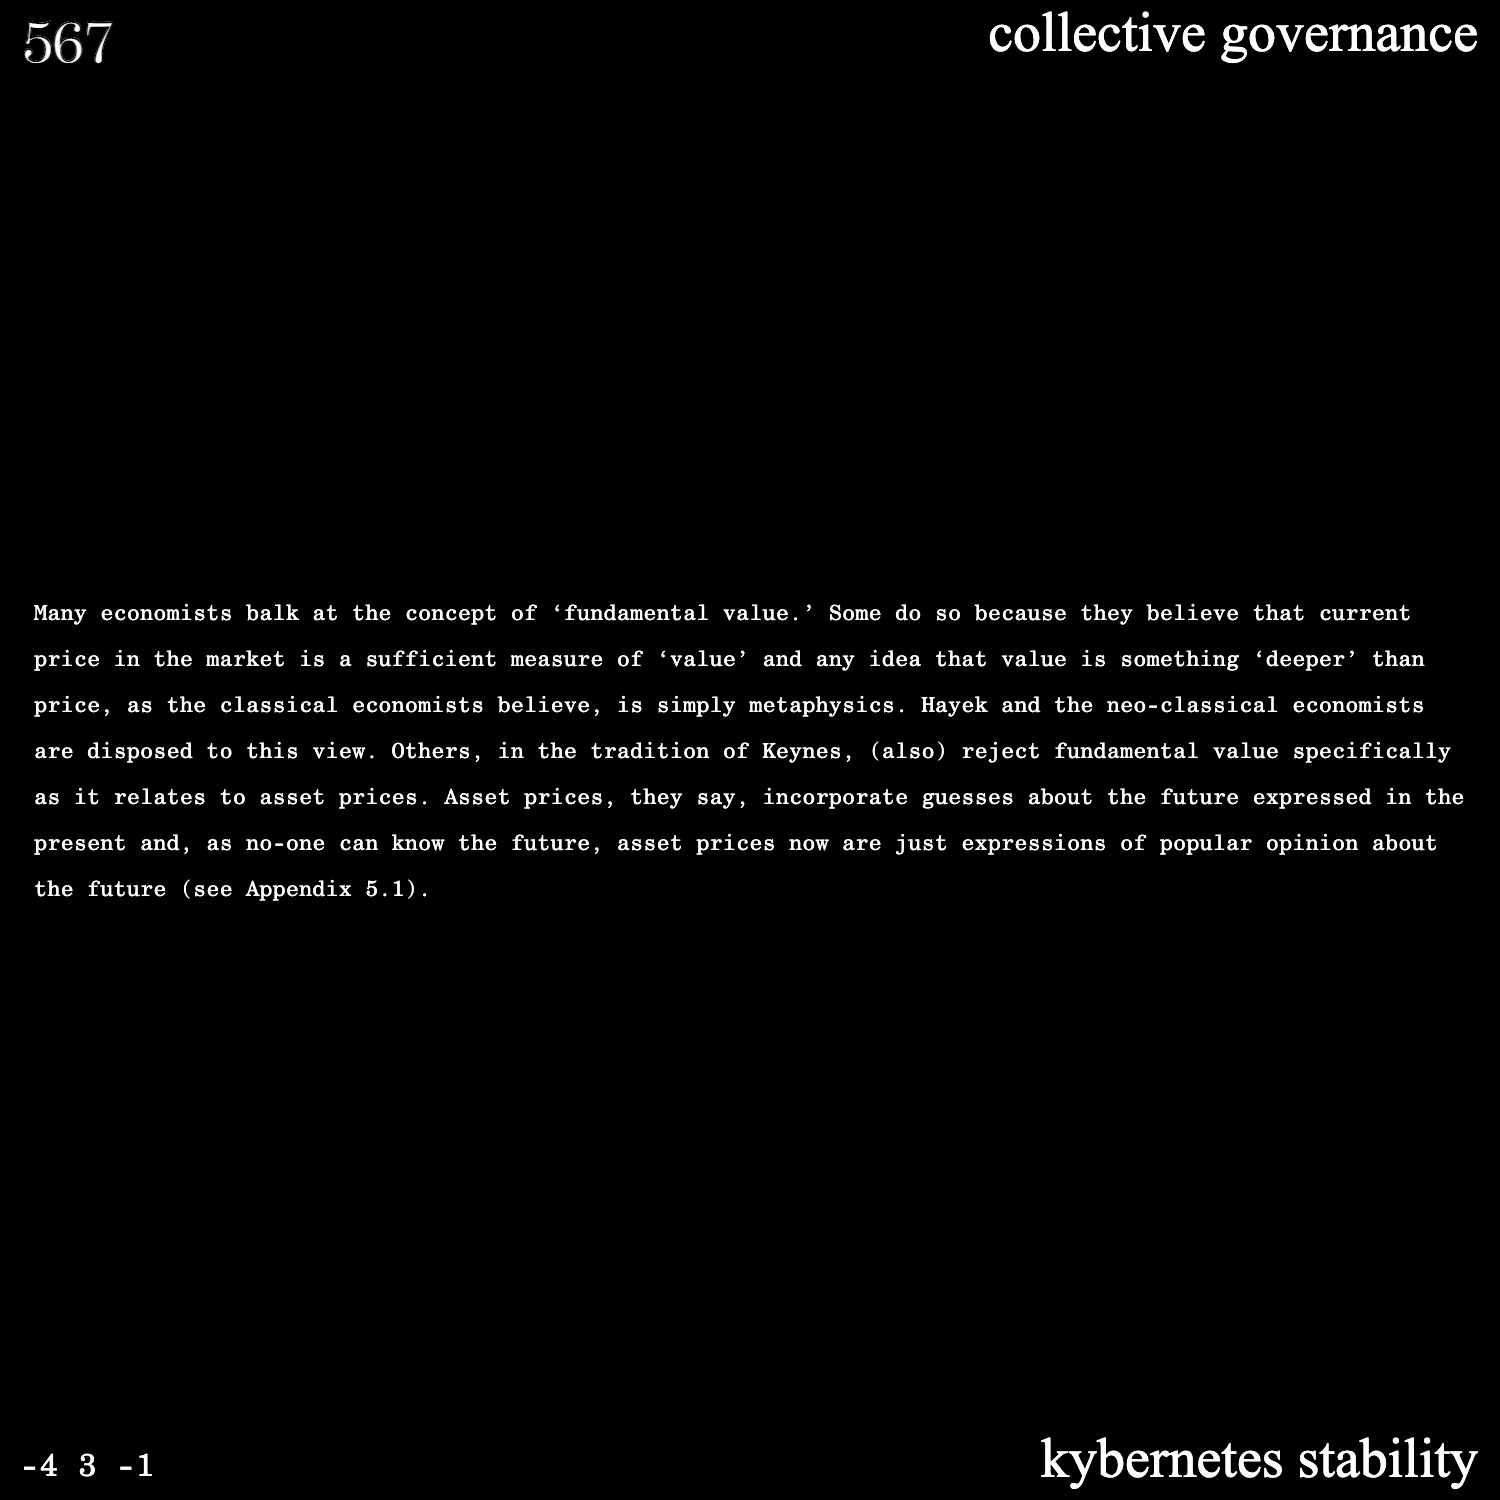 567
collective governance
Many economists balk at the concept of ‘fundamental value.’ Some do so because they believe that current
price in the market is a sufficient measure of ‘value’ and any idea that value is something ‘deeper’ than
price, as the classical economists believe, is simply metaphysics. Hayek and the neo-classical economists
are disposed to this view. Others, in the tradition of Keynes, (also) reject fundamental value specifically
as it relates to asset prices. Asset prices, they say, incorporate guesses about the future expressed in the
present and, as no-one can know the future, asset prices now are just expressions of popular opinion about
the future (see Appendix 5.1).
-4 3 -1
kybernetes stability